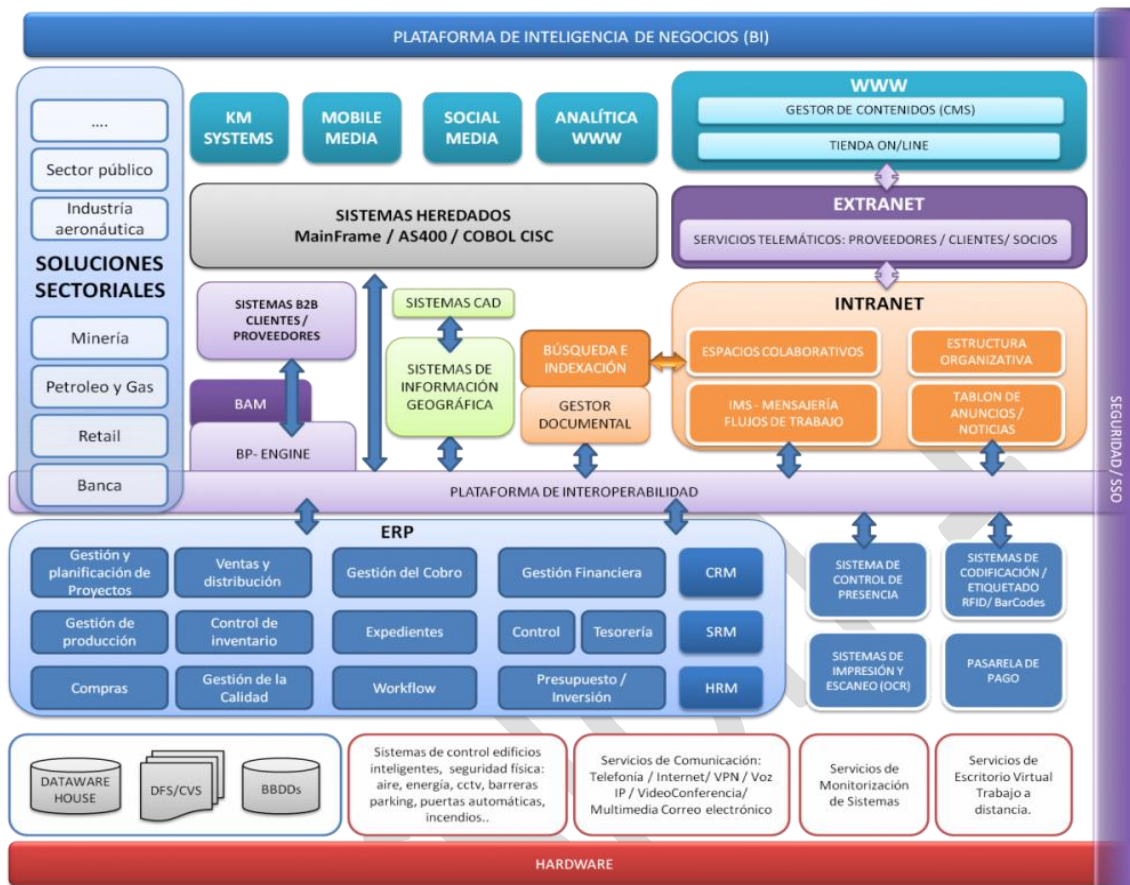 PLATAFORMA DE INTELIGENCIA DE NEGOCIOS (BI)
....
Sector público
Industría
aeronáutica
SOLUCIONES
SECTORIALES
Minería
Petroleo y Gas
Retail
Banca
KM
SYSTEMS
MOBILE
MEDIA
SOCIAL
MEDIA
ANALÍTICA
WWW
WWW
GESTOR DE CONTENIDOS (CMS)
TIENDA ON/LINE
SISTEMAS HEREDADOS
MainFrame / AS400 / COBOL CISC
EXTRANET
SERVICIOS TELEMÁTICOS: PROVEEDORES / CLIENTES/ SOCIOS
SISTEMAS B2B
CLIENTES /
PROVEEDORES
BAM
BP- ENGINE
SISTEMAS CAD
SISTEMAS DE
INFORMACIÓN
GEOGRÁFICA
BÚSQUEDA E
INDEXACIÓN
GESTOR
DOCUMENTAL
INTRANET
ESPACIOS COLABORATIVOS
ESTRUCTURA
ORGANIZATIVA
IMS - MENSAJERÍA
FLUJOS DE TRABAJO
TABLON DE
ANUNCIOS /
NOTICIAS
SEGURIDAD / SSO
PLATAFORMA DE INTEROPERABILIDAD
ERP
Gestión y
planificación de
Proyectos
Ventas y
distribución
Gestión del Cobro
Gestión Financiera
CRM
Gestión de
producción
Control de
inventario
Expedientes
Control
Tesorería
SRM
Compras
Gestión de la
Calidad
Workflow
Presupuesto /
Inversión
HRM
SISTEMA DE
CONTROL DE
PRESENCIA
SISTEMAS DE
CODIFICACIÓN /
ETIQUETADO
RFID/ BarCodes
SISTEMAS DE
IMPRESIÓN Y
ESCANEO (OCR)
PASARELA DE
PAGO
DATAWARE
HOUSE
DFS/CVS
BBDDs
Sistemas de control edificios
inteligentes, seguridad física:
aire, energía, cctv, barreras
parking, puertas automáticas,
incendios..
Servicios de Comunicación:
Telefonía / Internet/ VPN / Voz
IP / VideoConferencia/
Multimedia Correo electrónico
Servicios de
Monitorización
de Sistemas
Servicios de
Escritorio Virtual
Trabajo a
distancia.
HARDWARE